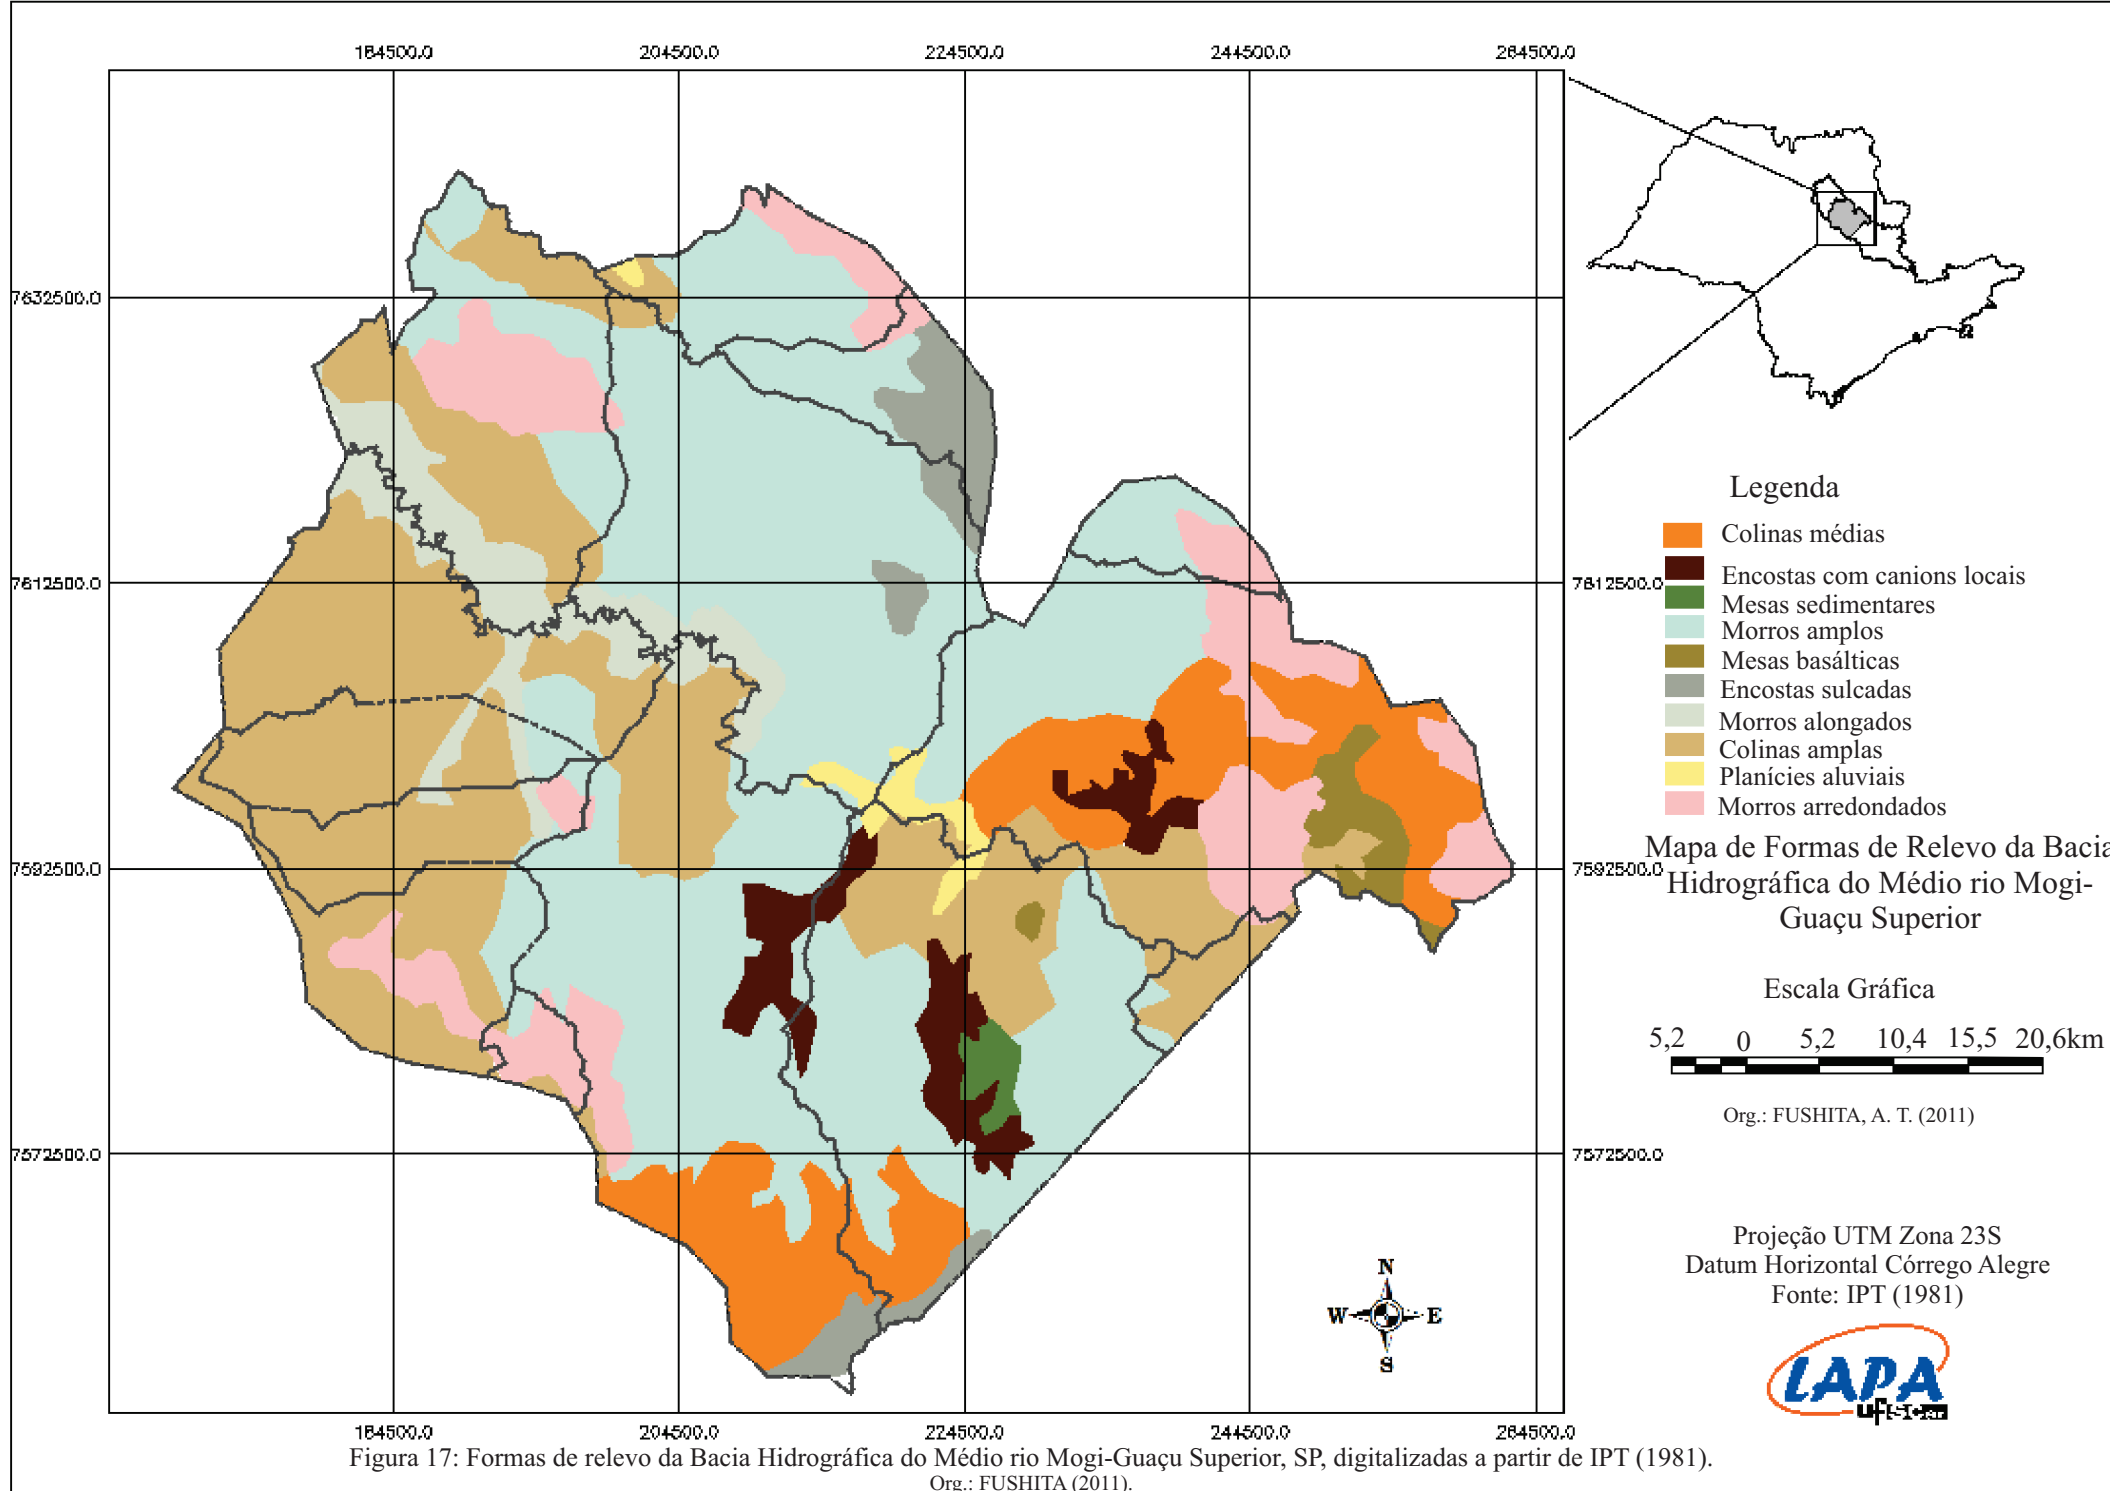 184500.0 204500.0 224500.0 244500.0 264500.0
7632500.0
7612500.0 7612500.0
7592500.0 7592500.0
7572500.0 7572500.0
184500.0 204500.0 224500.0 244500.0 264500.0
N
W E
S
Legenda
Colinas médias
Encostas com canions locais
Mesas sedimentares
Morros amplos
Mesas basálticas
Encostas sulcadas
Morros alongados
Colinas amplas
Planícies aluviais
Morros arredondados
Mapa de Formas de Relevo da Bacia
Hidrográfica do Médio rio Mogi-
Guaçu Superior
Escala Gráfica
5,2 0 5,2 10,4 15,5 20,6km
Org.: FUSHITA, A. T. (2011)
Projeção UTM Zona 23S
Datum Horizontal Córrego Alegre
Fonte: IPT (1981)
LAPA
Figura 17: Formas de relevo da Bacia Hidrográfica do Médio rio Mogi-Guaçu Superior, SP, digitalizadas a partir de IPT (1981).
Org.: FUSHITA (2011).